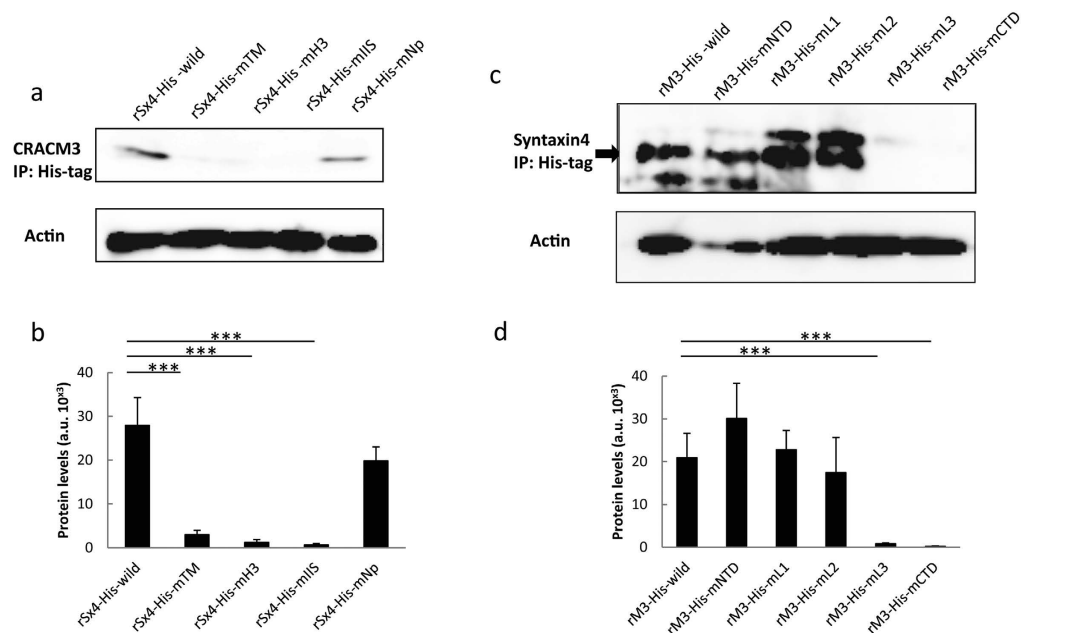 a
rSx4-His -wild
rSx4-His-mTM
rSx4-His -mH3
rSx4-His-mIIS
rSx4-His-mNp
CRACM3
IP: His-tag
Actin
c
rM3-His -wild
rM3-His-mNTD
rM3-His-mL1
rM3-His-mL2
rM3-His-mL3
rM3-His-mCTD
Syntaxin4
IP: His-tag
Actin
b
***
***
***
Protein levels (a.u. 10ˣ³)
40
30
20
10
0
rSx4-His-wild
rSx4-His-mTM
rSx4-His-mH3
rSx4-His-mIIS
rSx4-His-mNp
d
***
***
Protein levels (a.u. 10ˣ³)
40
30
20
10
0
rM3-His-wild
rM3-His-mNTD
rM3-His-mL1
rM3-His-mL2
rM3-His-mL3
rM3-His-mCTD